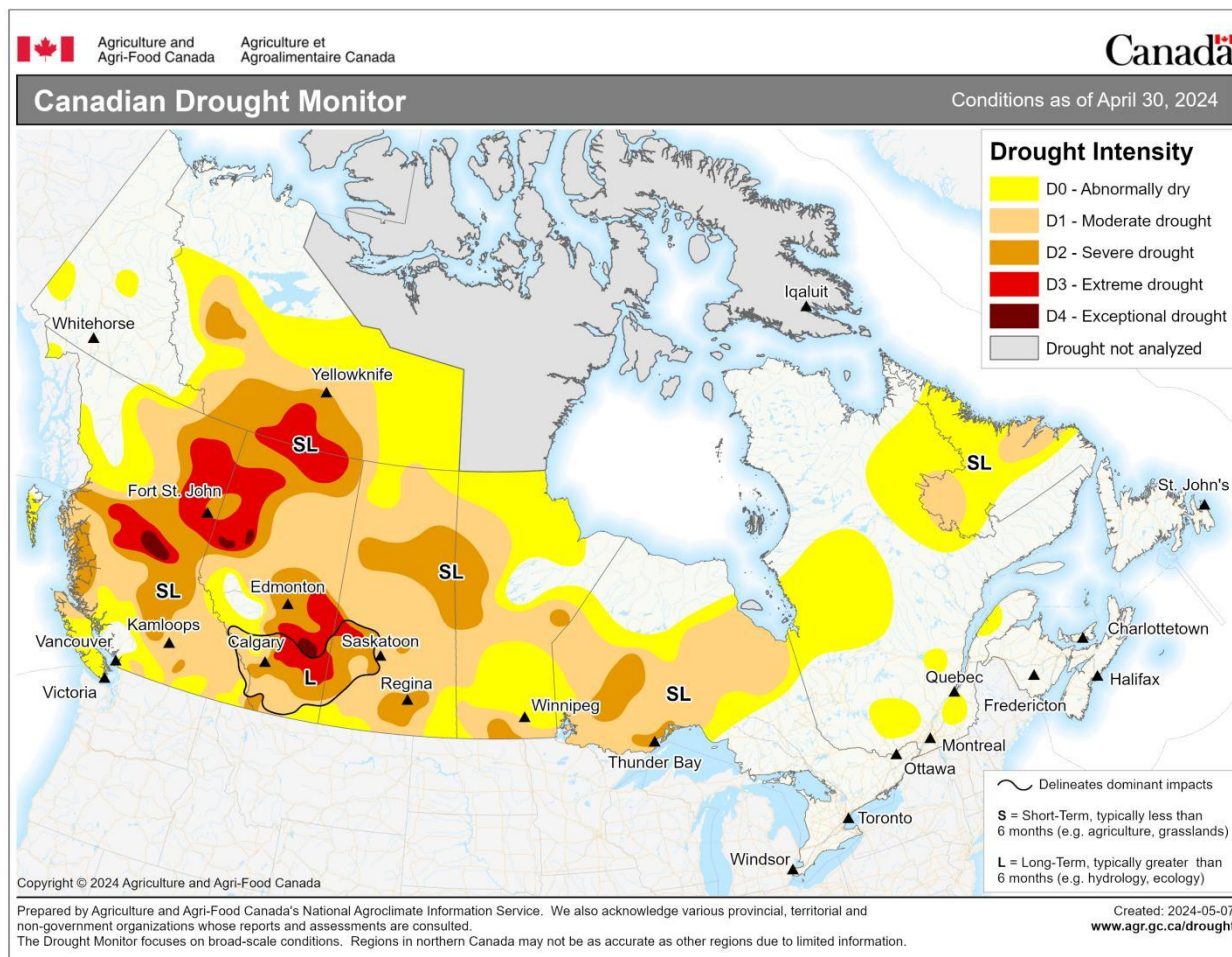 Agriculture and
Agri-Food Canada
Agriculture et
Agroalimentaire Canada
Canada
Canadian Drought Monitor
Conditions as of April 30, 2024
Drought Intensity
D0 - Abnormally dry
D1 - Moderate drought
D2 - Severe drought
D3 - Extreme drought
D4 - Exceptional drought
Drought not analyzed
Iqaluit
Whitehorse
Yellowknife
SL
SL
Fort St. John
St. John's
SL
SL
Edmonton
Kamloops
Calgary
Saskatoon
Vancouver
Charlottetown
L
Quebec
Halifax
Victoria
Regina
SL
Winnipeg
Fredericton
Montreal
Thunder Bay
Ottawa
Toronto
Windsor
Delineates dominant impacts
S = Short-Term, typically less than
6 months (e.g. agriculture, grasslands)
L = Long-Term, typically greater than
6 months (e.g. hydrology, ecology)
Copyright © 2024 Agriculture and Agri-Food Canada
Prepared by Agriculture and Agri-Food Canada's National Agroclimate Information Service. We also acknowledge various provincial, territorial and
non-government organizations whose reports and assessments are consulted.
The Drought Monitor focuses on broad-scale conditions. Regions in northern Canada may not be as accurate as other regions due to limited information.
Created: 2024-05-07
www.agr.gc.ca/drought